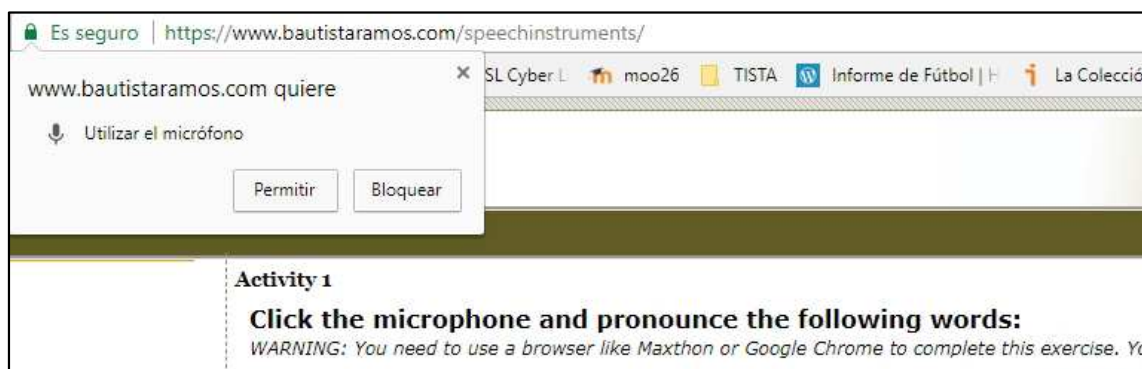 Es seguro | https://www.bautistaramos.com/speechinstruments/
www.bautistaramos.com quiere ×
Utilizar el micrófono
Permitir Bloquear
SL Cyber L moo26 TISTA Informe de Fútbol | H La Colecció
Activity 1
Click the microphone and pronounce the following words:
WARNING: You need to use a browser like Maxthon or Google Chrome to complete this exercise. Yo